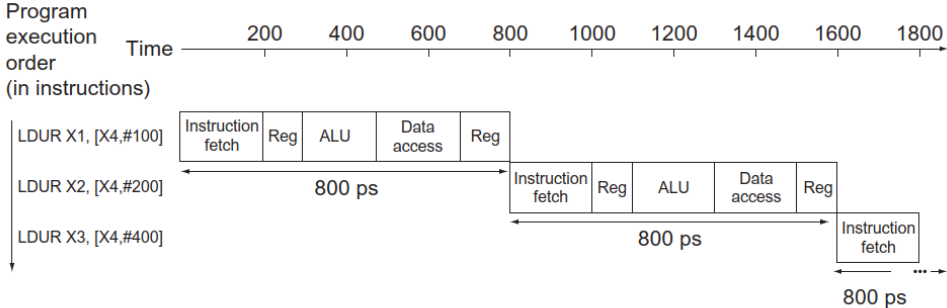 Program
execution
order
(in instructions)
Time
200 400 600 800 1000 1200 1400 1600 1800
LDUR X1, [X4,#100]
Instruction
fetch
Reg
ALU
Data
access
Reg
800 ps
LDUR X2, [X4,#200]
Instruction
fetch
Reg
ALU
Data
access
Reg
800 ps
LDUR X3, [X4,#400]
Instruction
fetch
...
800 ps